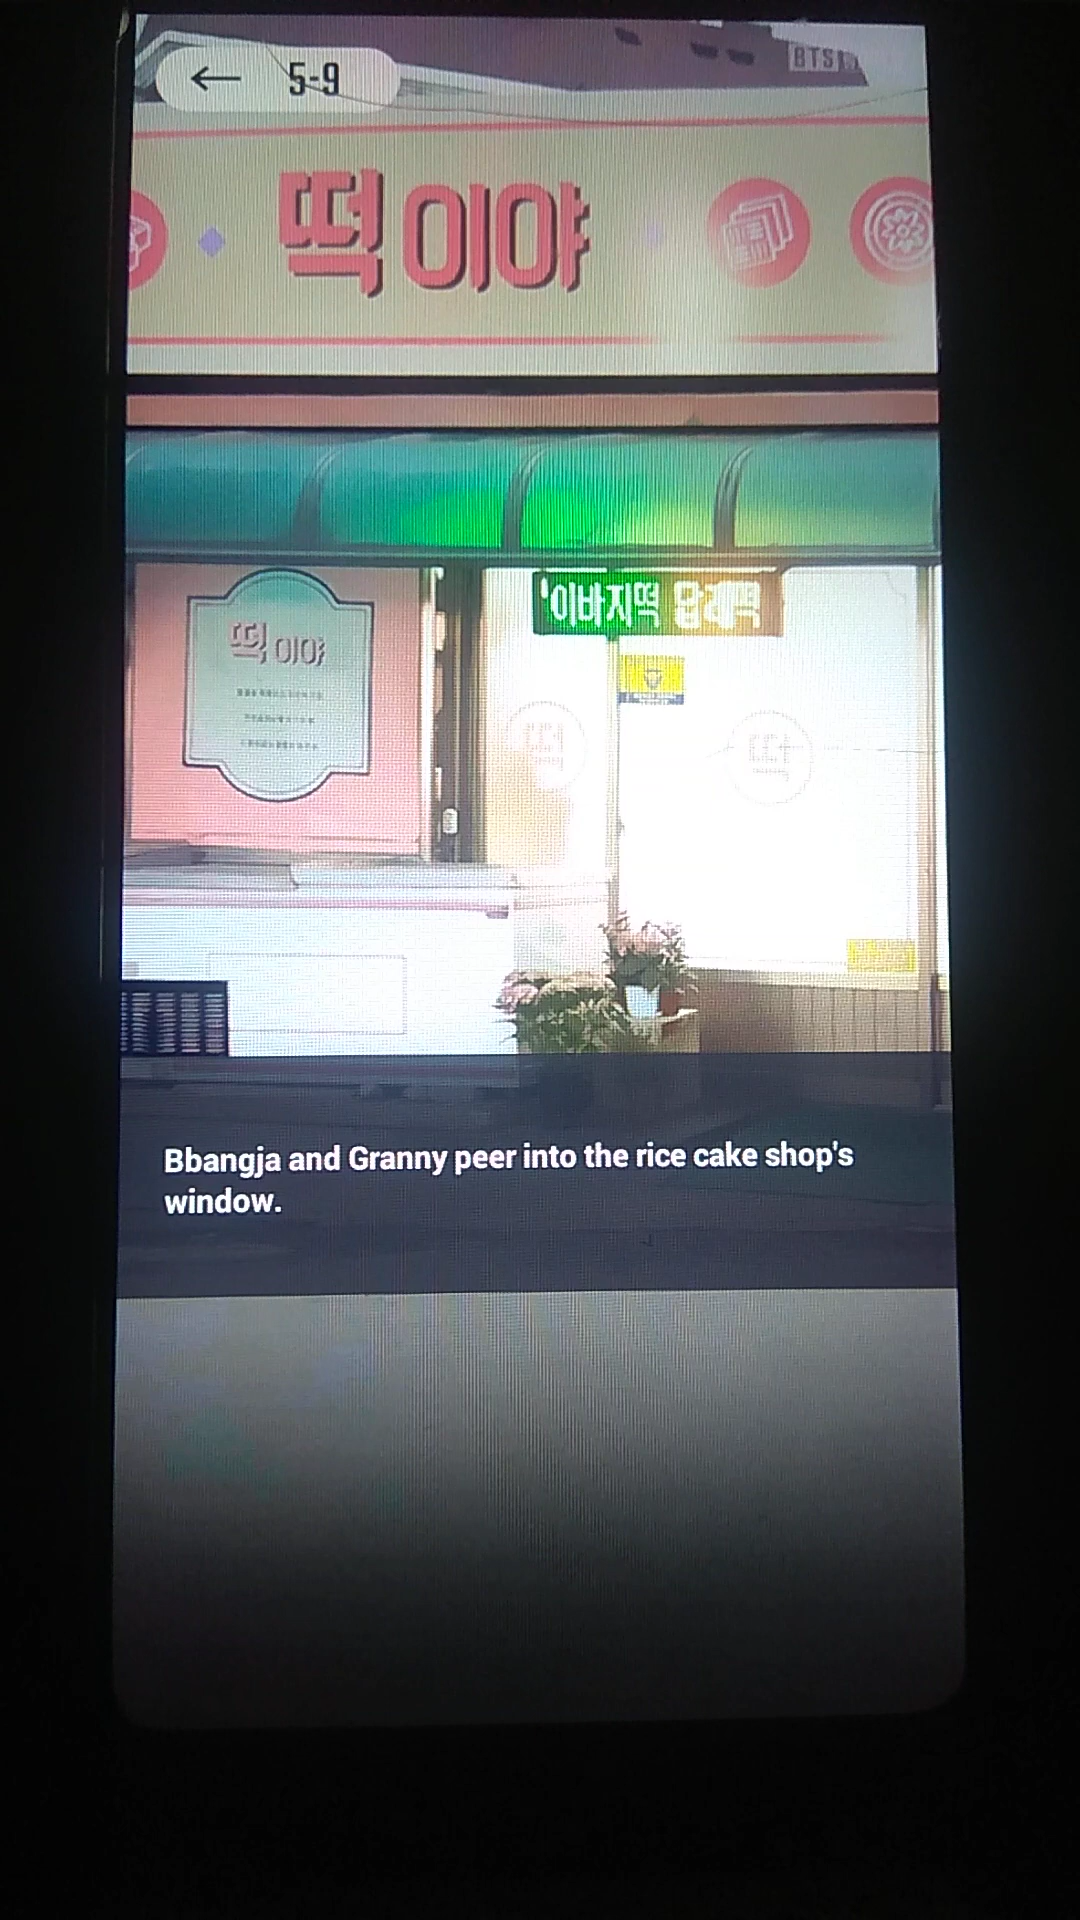 BTS
5-9
떡이야
'이바지떡 답례떡
떡이야
떡
떡
Bbangja and Granny peer into the rice cake shop's
window.